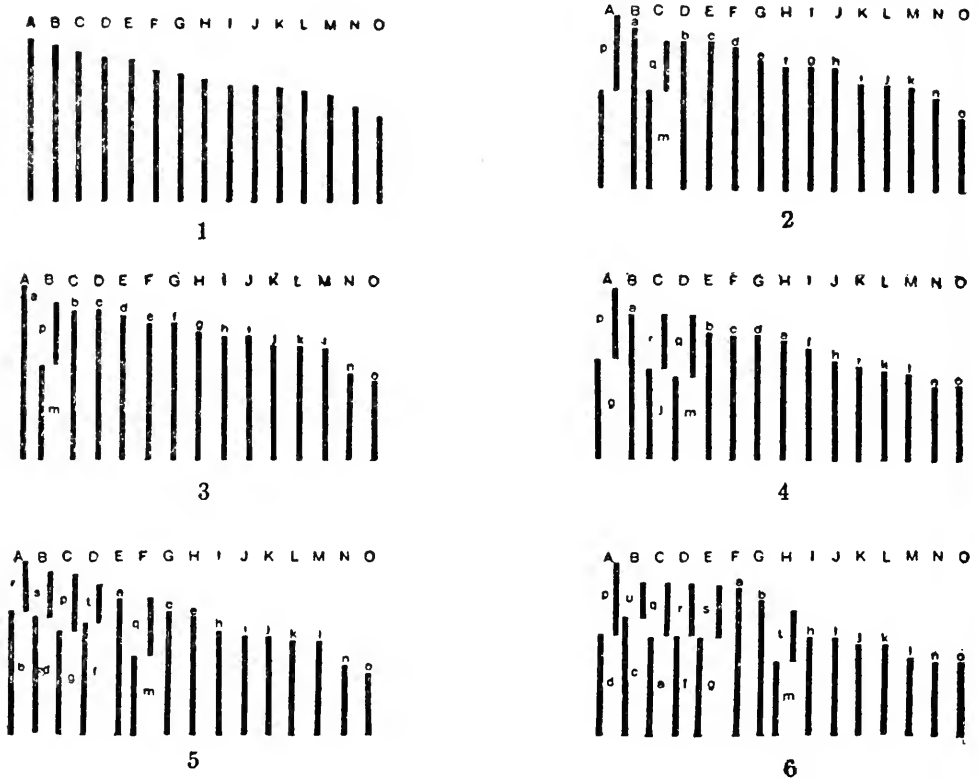 A B C D E F G H I J K L M N O
1
A B C D E F G H I J K L M N O
a b c d e f g h i j k n o
p q
m
2
A B C D E F G H I J K L M N O
a b c d e f g h i j k n o
p
m
3
A B C D E F G H I J K L M N O
p a r q b c d e f h k l n o
g j m
4
A B C D E F G H I J K L M N O
r s p t a c e h i j k l n o
q
b d g f m
5
A B C D E F G H I J K L M N O
p u q r s a b h i j k l n o
t
d c e f g m
6